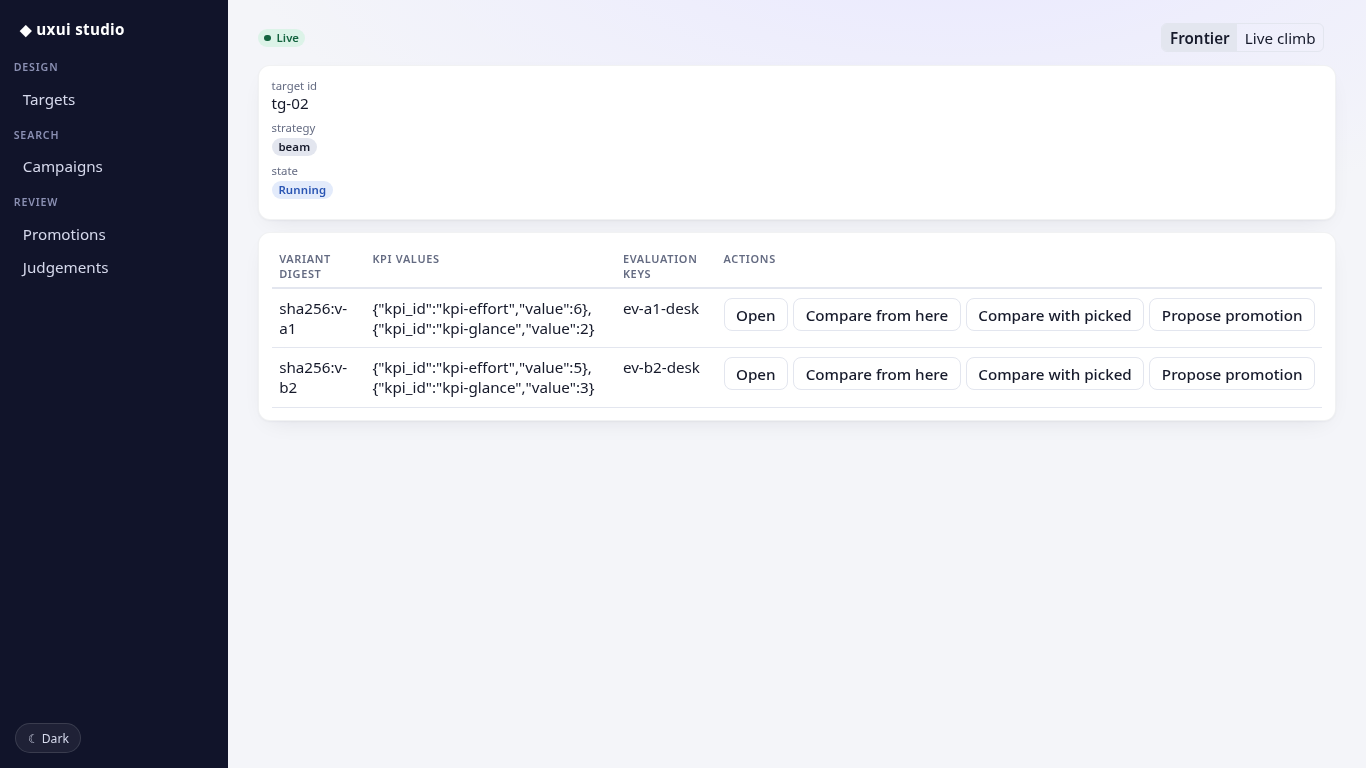 ◆ uxui studio
DESIGN
Targets
SEARCH
Campaigns
REVIEW
Promotions
Judgements
☾ Dark
Live
Frontier
Live climb
target id
tg-02
strategy
beam
state
Running
VARIANT DIGEST
KPI VALUES
EVALUATION KEYS
ACTIONS
sha256:v-a1
{"kpi_id":"kpi-effort","value":6},
{"kpi_id":"kpi-glance","value":2}
ev-a1-desk
Open
Compare from here
Compare with picked
Propose promotion
sha256:v-b2
{"kpi_id":"kpi-effort","value":5},
{"kpi_id":"kpi-glance","value":3}
ev-b2-desk
Open
Compare from here
Compare with picked
Propose promotion